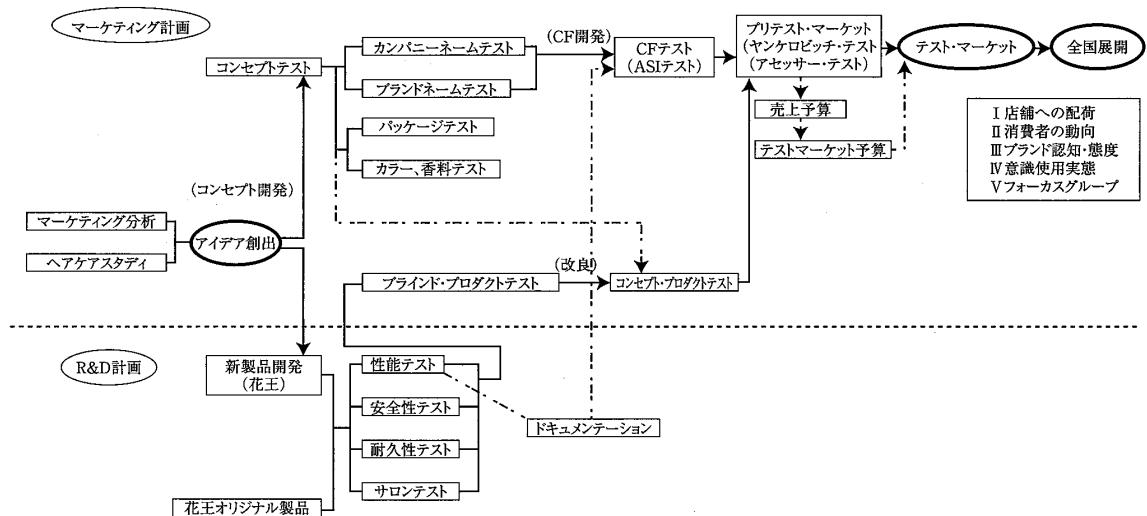 マーケティング計画
コンセプトテスト
カンパニーネームテスト
ブランドネームテスト
パッケージテスト
カラー、香料テスト
(CF開発)
CFテスト
(ASIテスト)
プリテスト・マーケット
(ヤンケロビッチ・テスト
(アセッサー・テスト)
売上予算
テストマーケット予算
テスト・マーケット
全国展開
Ⅰ店舗への配荷
Ⅱ消費者の動向
Ⅲブランド認知・態度
Ⅳ意識使用実態
Ⅴフォーカスグループ
(コンセプト開発)
マーケティング分析
ヘアケアスタディ
アイデア創出
ブラインド・プロダクトテスト
(改良)
コンセプト・プロダクトテスト
R&D計画
新製品開発
(花王)
花王オリジナル製品
性能テスト
安全性テスト
耐久性テスト
サロンテスト
ドキュメンテーション